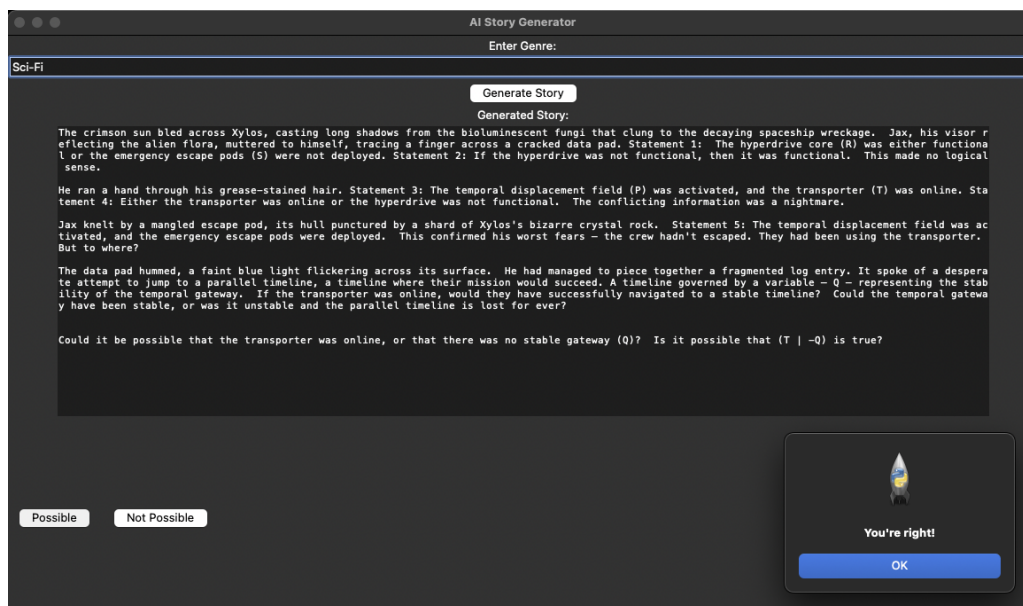 AI Story Generator
Enter Genre:
Sci-Fi
Generate Story
Generated Story:
The crimson sun bled across Xylos, casting long shadows from the bioluminescent fungi that clung to the decaying spaceship wreckage.  Jax, his visor r
eflecting the alien flora, muttered to himself, tracing a finger across a cracked data pad. Statement 1:  The hyperdrive core (R) was either functiona
l or the emergency escape pods (S) were not deployed. Statement 2: If the hyperdrive was not functional, then it was functional.  This made no logical
sense.
He ran a hand through his grease-stained hair. Statement 3: The temporal displacement field (P) was activated, and the transporter (T) was online. Sta
tement 4: Either the transporter was online or the hyperdrive was not functional.  The conflicting information was a nightmare.
Jax knelt by a mangled escape pod, its hull punctured by a shard of Xylos's bizarre crystal rock.  Statement 5: The temporal displacement field was ac
tivated, and the emergency escape pods were deployed.  This confirmed his worst fears – the crew hadn't escaped. They had been using the transporter.
But to where?
The data pad hummed, a faint blue light flickering across its surface.  He had managed to piece together a fragmented log entry. It spoke of a despera
te attempt to jump to a parallel timeline, a timeline where their mission would succeed. A timeline governed by a variable – Q – representing the stab
ility of the temporal gateway.  If the transporter was online, would they have successfully navigated to a stable timeline?  Could the temporal gatewa
y have been stable, or was it unstable and the parallel timeline is lost for ever?
Could it be possible that the transporter was online, or that there was no stable gateway (Q)?  Is it possible that (T | ~Q) is true?
Possible
Not Possible
You're right!
OK